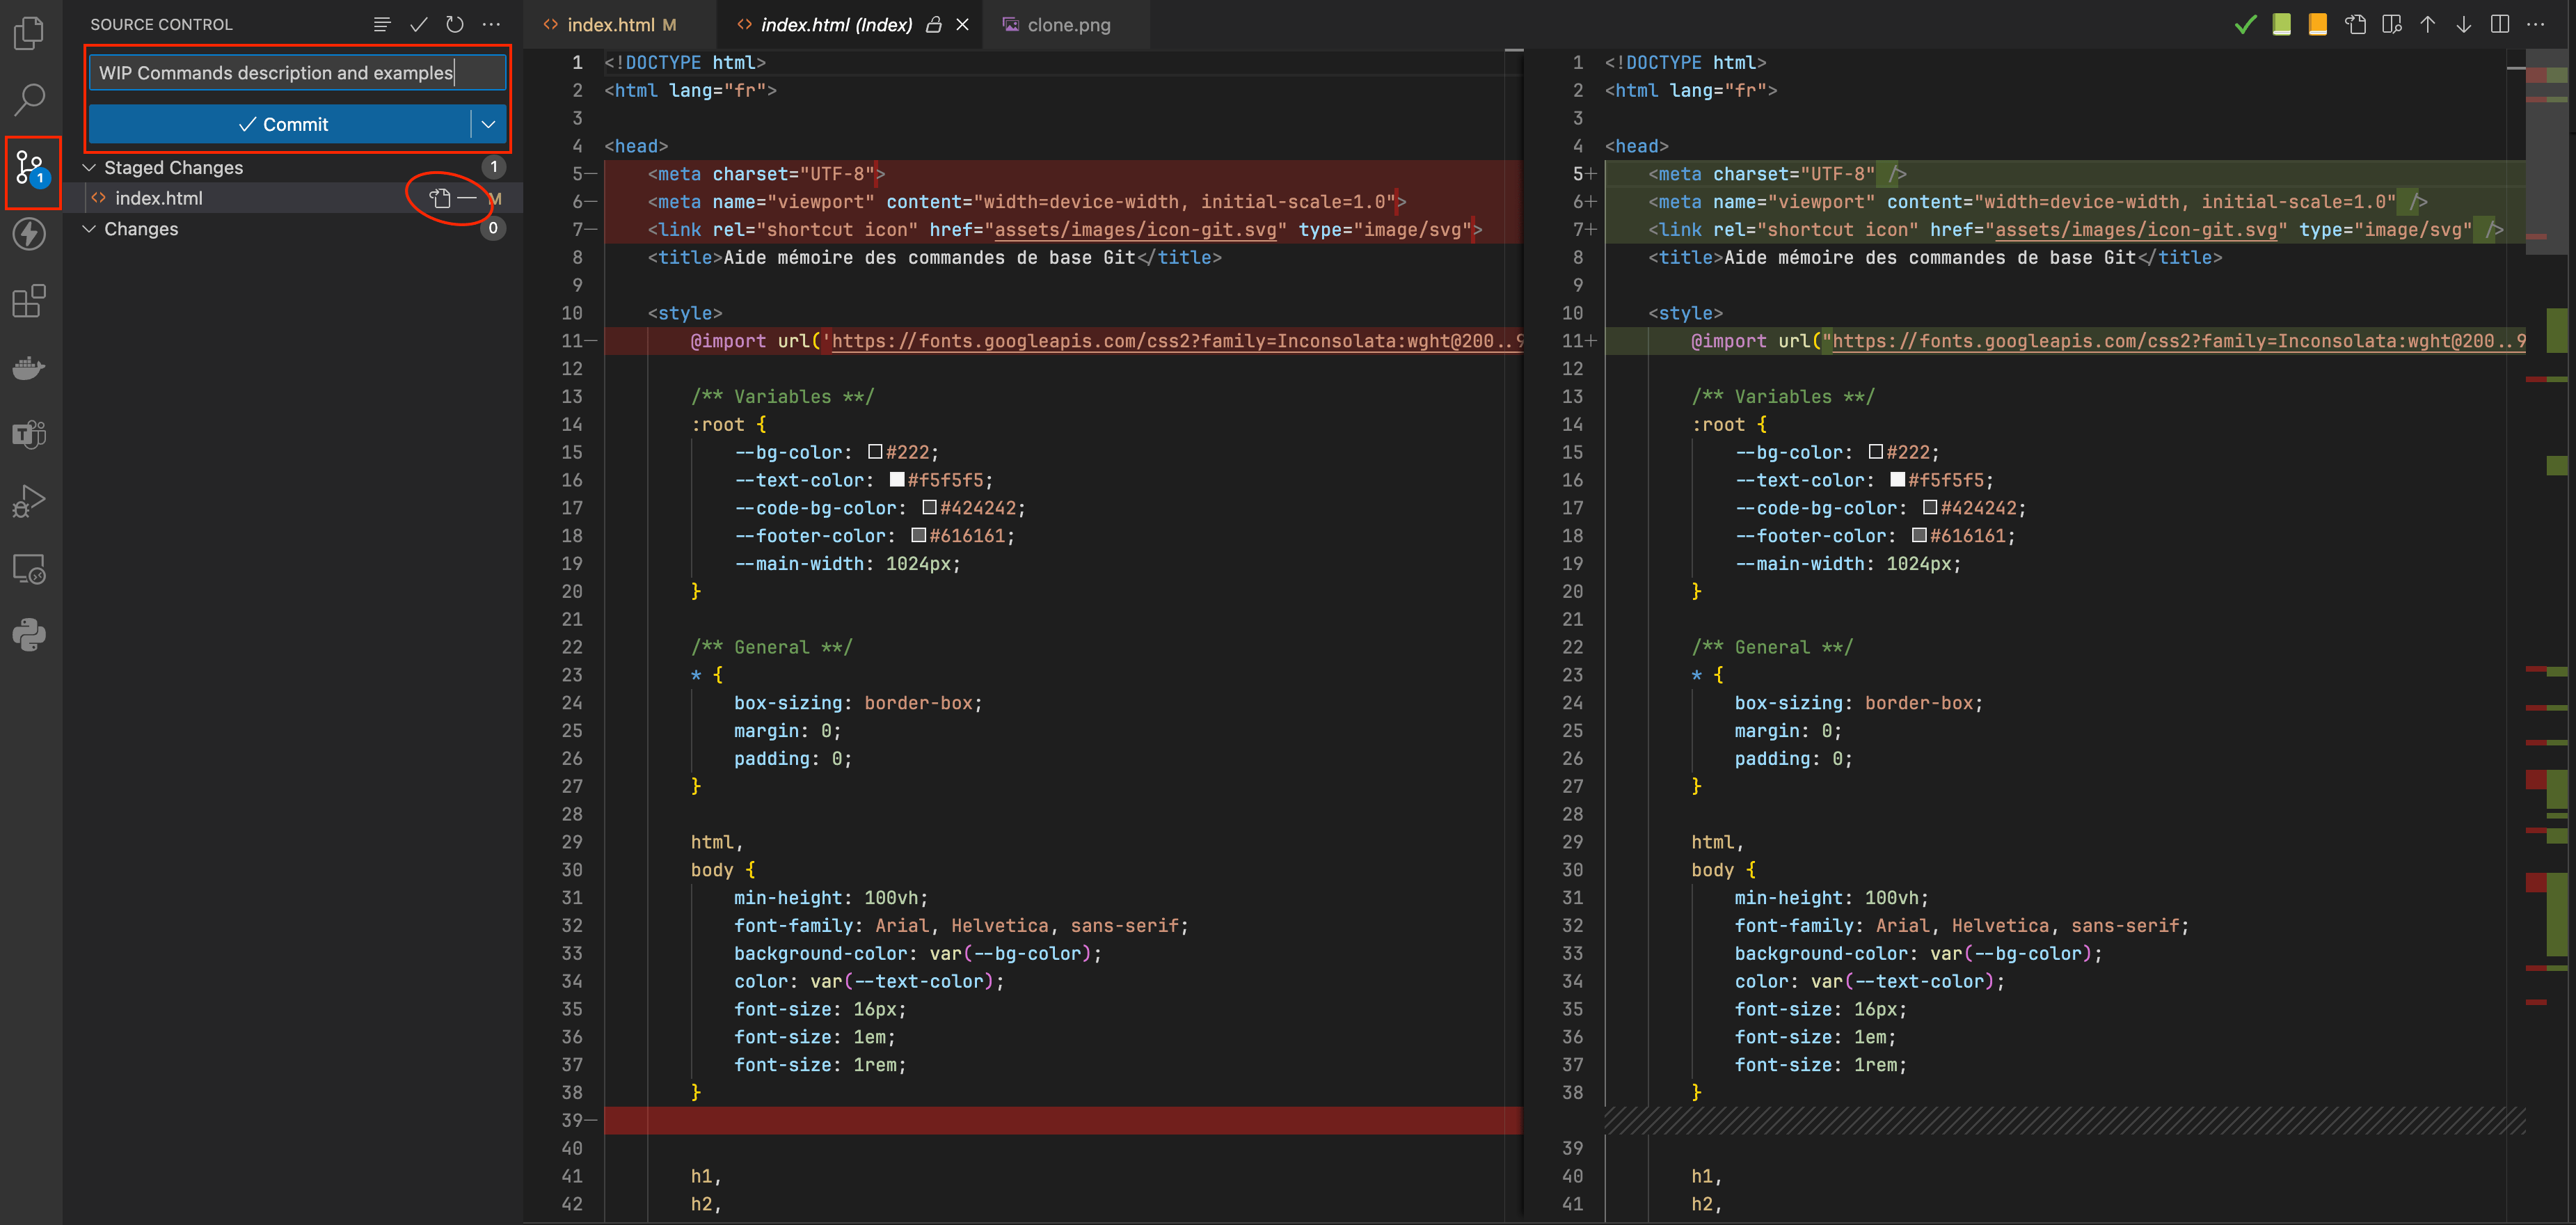 SOURCE CONTROL
WIP Commands description and examples
Commit
Staged Changes
1
index.html
M
Changes
0
1
index.html M
index.html (Index)
clone.png
1 <!DOCTYPE html>
2 <html lang="fr">
3
4 <head>
5— <meta charset="UTF-8">
6— <meta name="viewport" content="width=device-width, initial-scale=1.0">
7— <link rel="shortcut icon" href="assets/images/icon-git.svg" type="image/svg">
8 <title>Aide mémoire des commandes de base Git</title>
9
10 <style>
11— @import url('https://fonts.googleapis.com/css2?family=Inconsolata:wght@200..9
12
13 /** Variables **/
14 :root {
15 --bg-color: #222;
16 --text-color: #f5f5f5;
17 --code-bg-color: #424242;
18 --footer-color: #616161;
19 --main-width: 1024px;
20 }
21
22 /** General **/
23 * {
24 box-sizing: border-box;
25 margin: 0;
26 padding: 0;
27 }
28
29 html,
30 body {
31 min-height: 100vh;
32 font-family: Arial, Helvetica, sans-serif;
33 background-color: var(--bg-color);
34 color: var(--text-color);
35 font-size: 16px;
36 font-size: 1em;
37 font-size: 1rem;
38 }
39—
40
41 h1,
42 h2,
1 <!DOCTYPE html>
2 <html lang="fr">
3
4 <head>
5+ <meta charset="UTF-8" />
6+ <meta name="viewport" content="width=device-width, initial-scale=1.0" />
7+ <link rel="shortcut icon" href="assets/images/icon-git.svg" type="image/svg" />
8 <title>Aide mémoire des commandes de base Git</title>
9
10 <style>
11+ @import url("https://fonts.googleapis.com/css2?family=Inconsolata:wght@200..9
12
13 /** Variables **/
14 :root {
15 --bg-color: #222;
16 --text-color: #f5f5f5;
17 --code-bg-color: #424242;
18 --footer-color: #616161;
19 --main-width: 1024px;
20 }
21
22 /** General **/
23 * {
24 box-sizing: border-box;
25 margin: 0;
26 padding: 0;
27 }
28
29 html,
30 body {
31 min-height: 100vh;
32 font-family: Arial, Helvetica, sans-serif;
33 background-color: var(--bg-color);
34 color: var(--text-color);
35 font-size: 16px;
36 font-size: 1em;
37 font-size: 1rem;
38 }
39
40 h1,
41 h2,